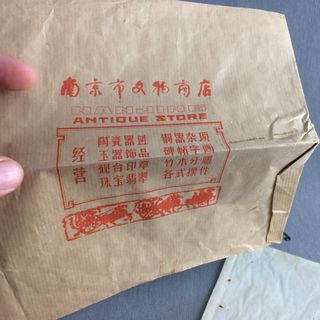 南京市文物商店
NANJING
ANTIQUE STORE
经营
陶瓷器皿 铜器杂项
玉器饰品 碑帖字画
砚台印章 竹木牙雕
珠宝翡翠 各式摆件